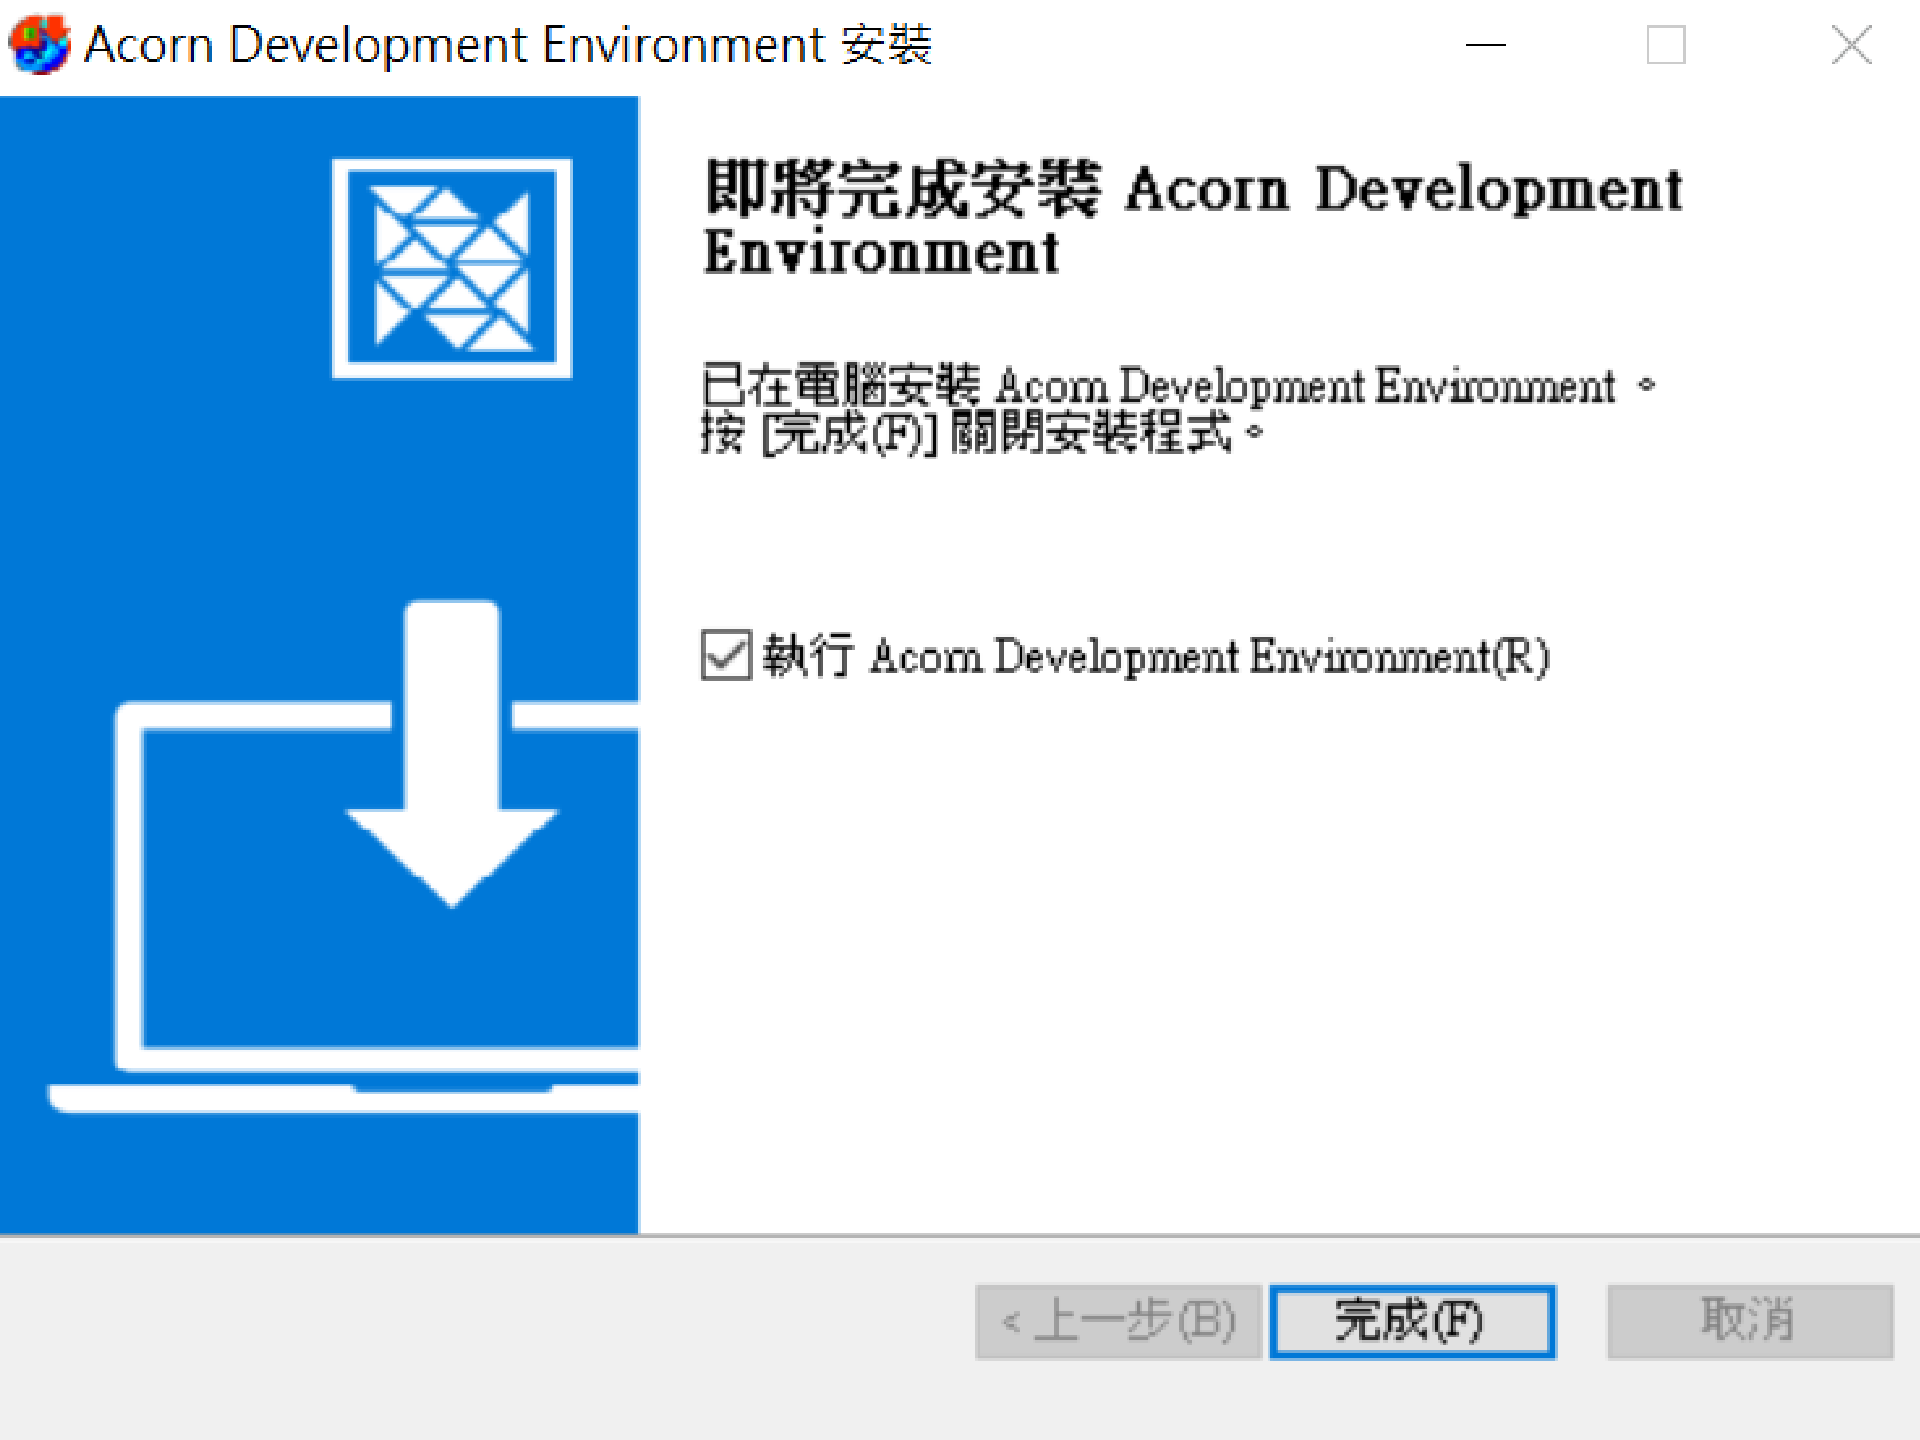 Acorn Development Environment 安裝
即將完成安裝 Acorn Development
Environment
已在電腦安裝 Acorn Development Environment 。
按 [完成(F)] 關閉安裝程式。
執行 Acorn Development Environment(R)
< 上一步(B) 完成(F) 取消